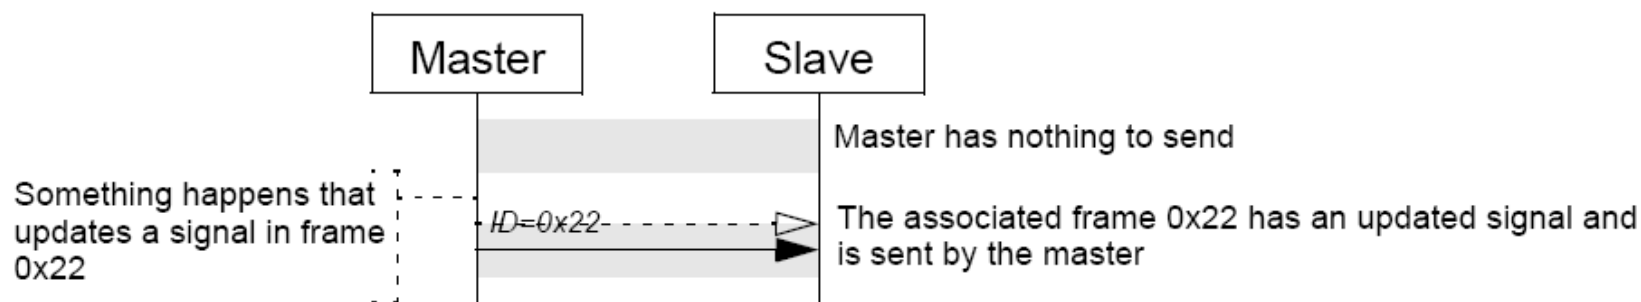 Master
Slave
Master has nothing to send
Something happens that
updates a signal in frame
0x22
ID=0x22
The associated frame 0x22 has an updated signal and
is sent by the master